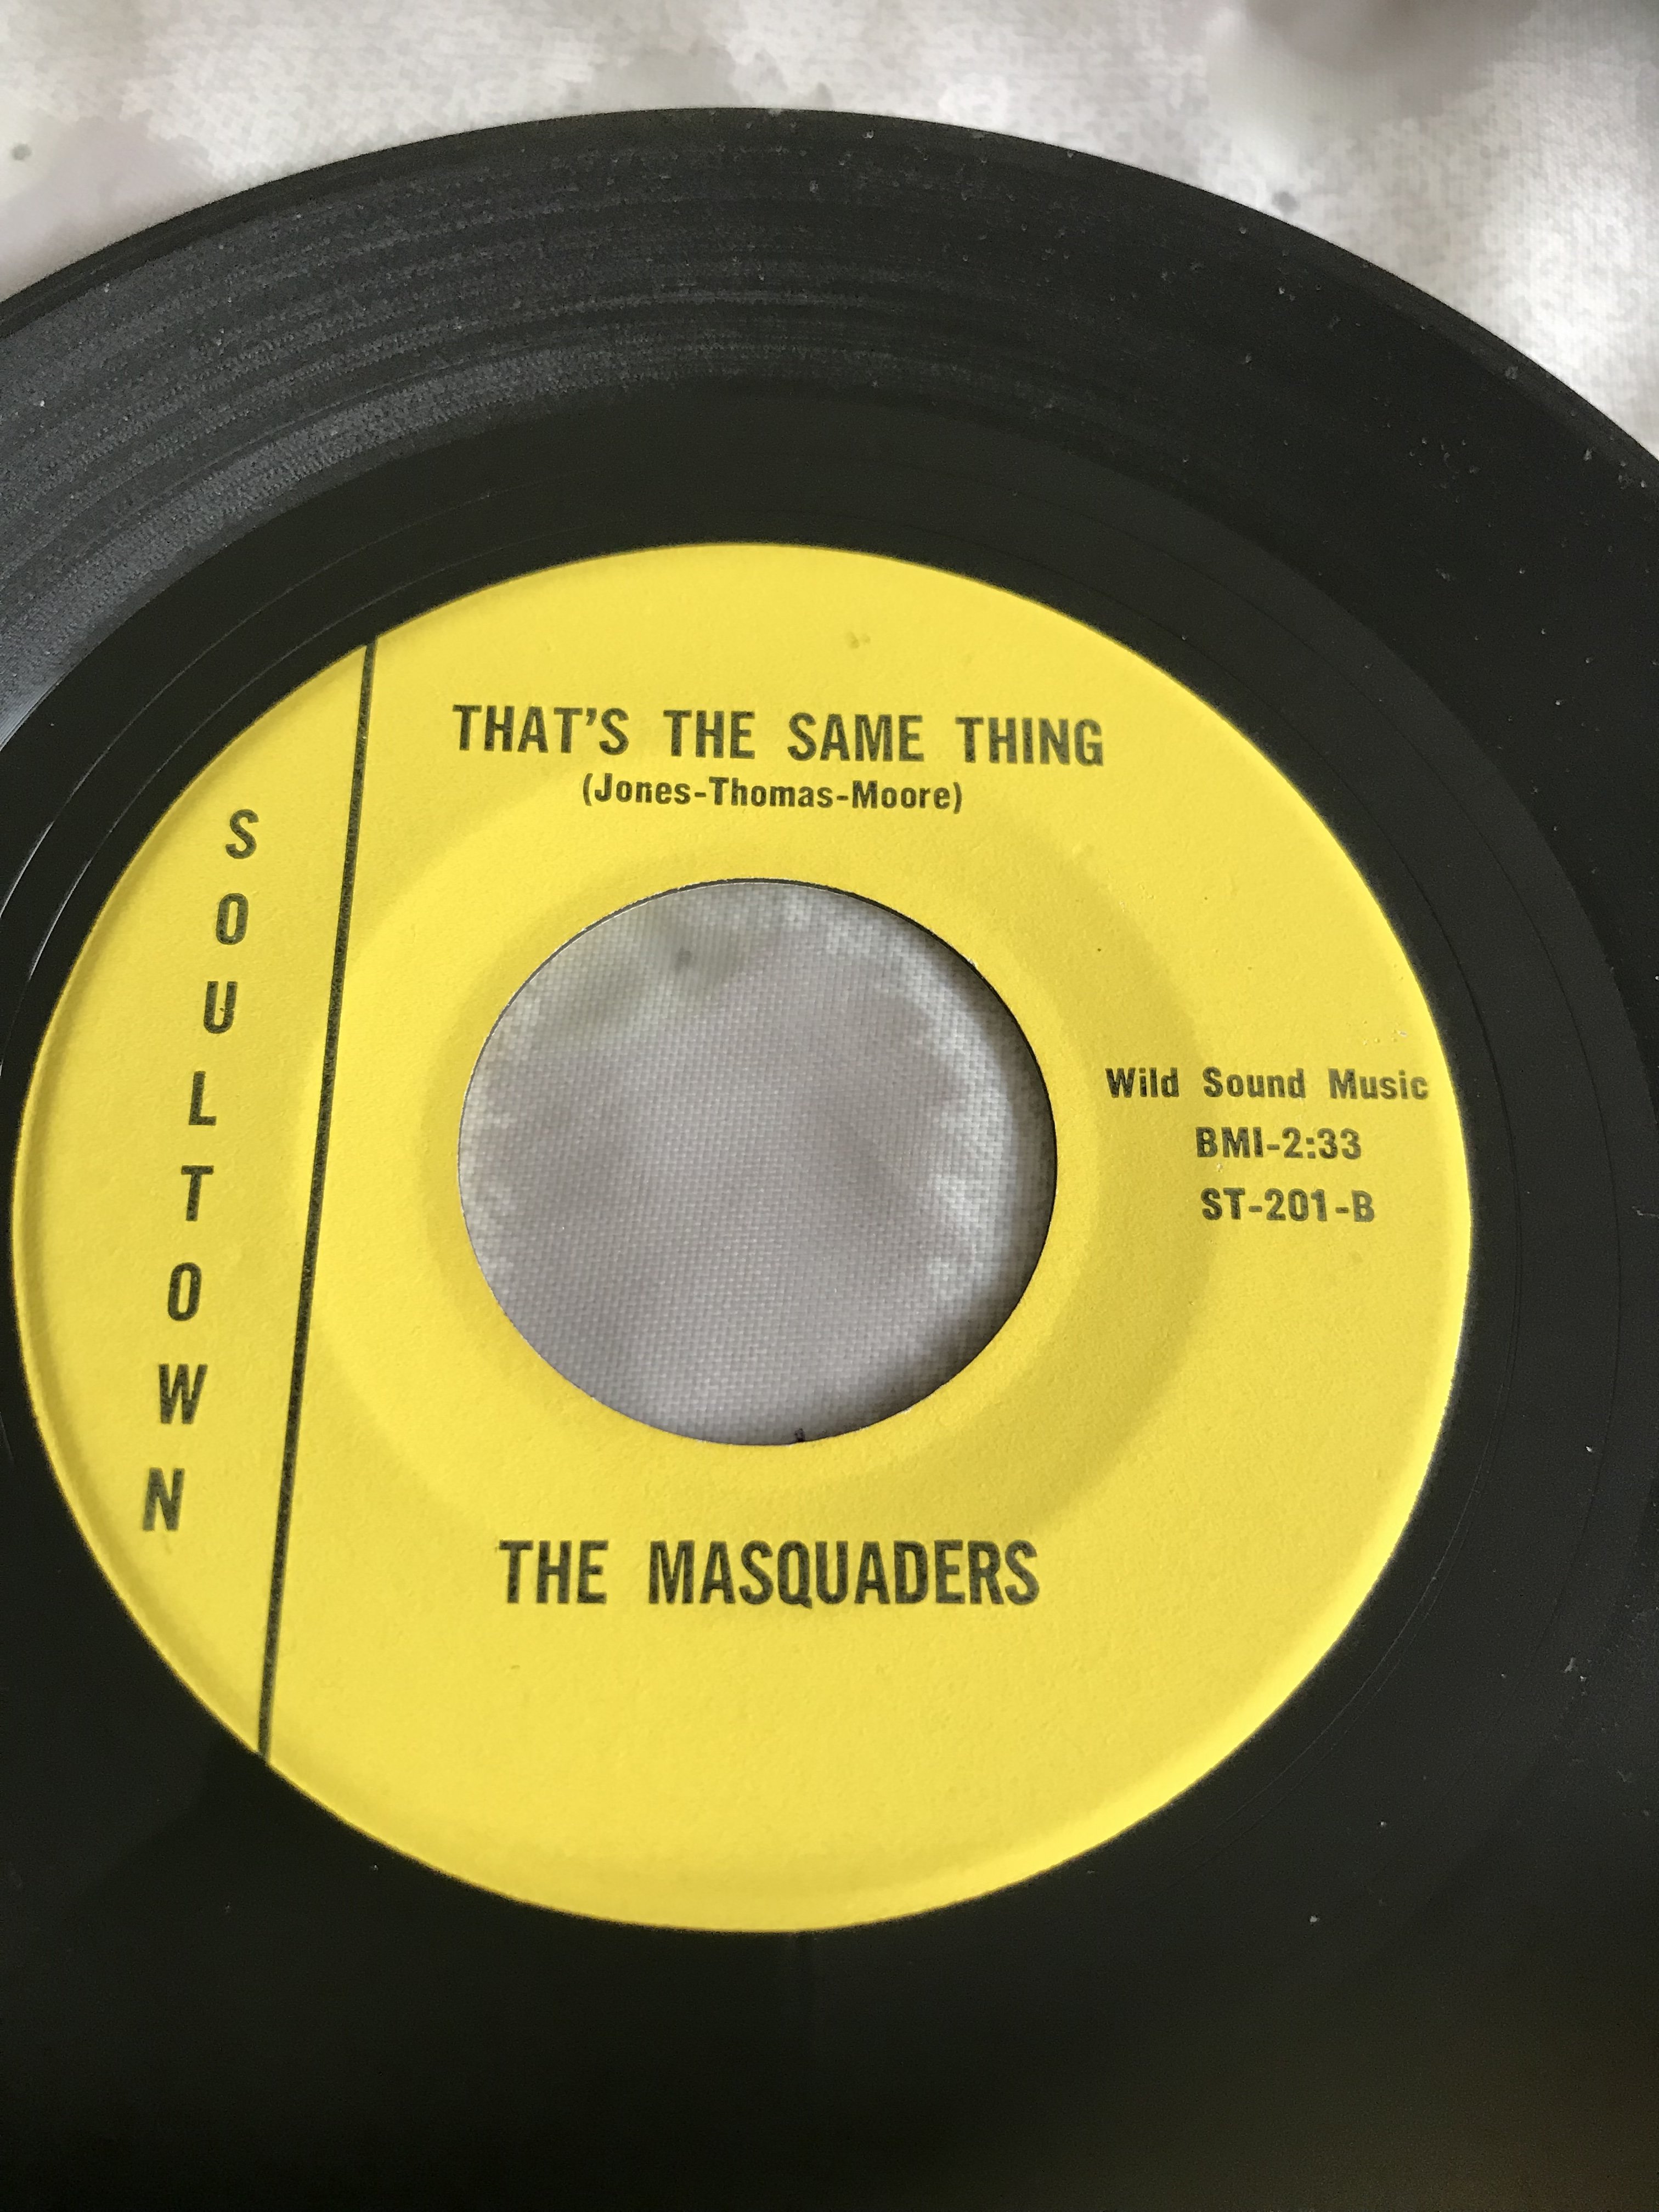 THAT'S THE SAME THING
(Jones-Thomas-Moore)
SOULTOWN
Wild Sound Music
BMI-2:33
ST-201-B
THE MASQUADERS